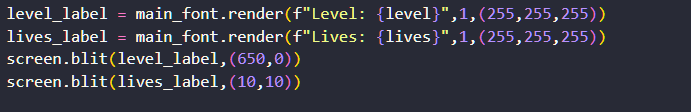 level_label = main_font.render(f"Level: {level}",1,(255,255,255))
lives_label = main_font.render(f"Lives: {lives}",1,(255,255,255))
screen.blit(level_label,(650,0))
screen.blit(lives_label,(10,10))